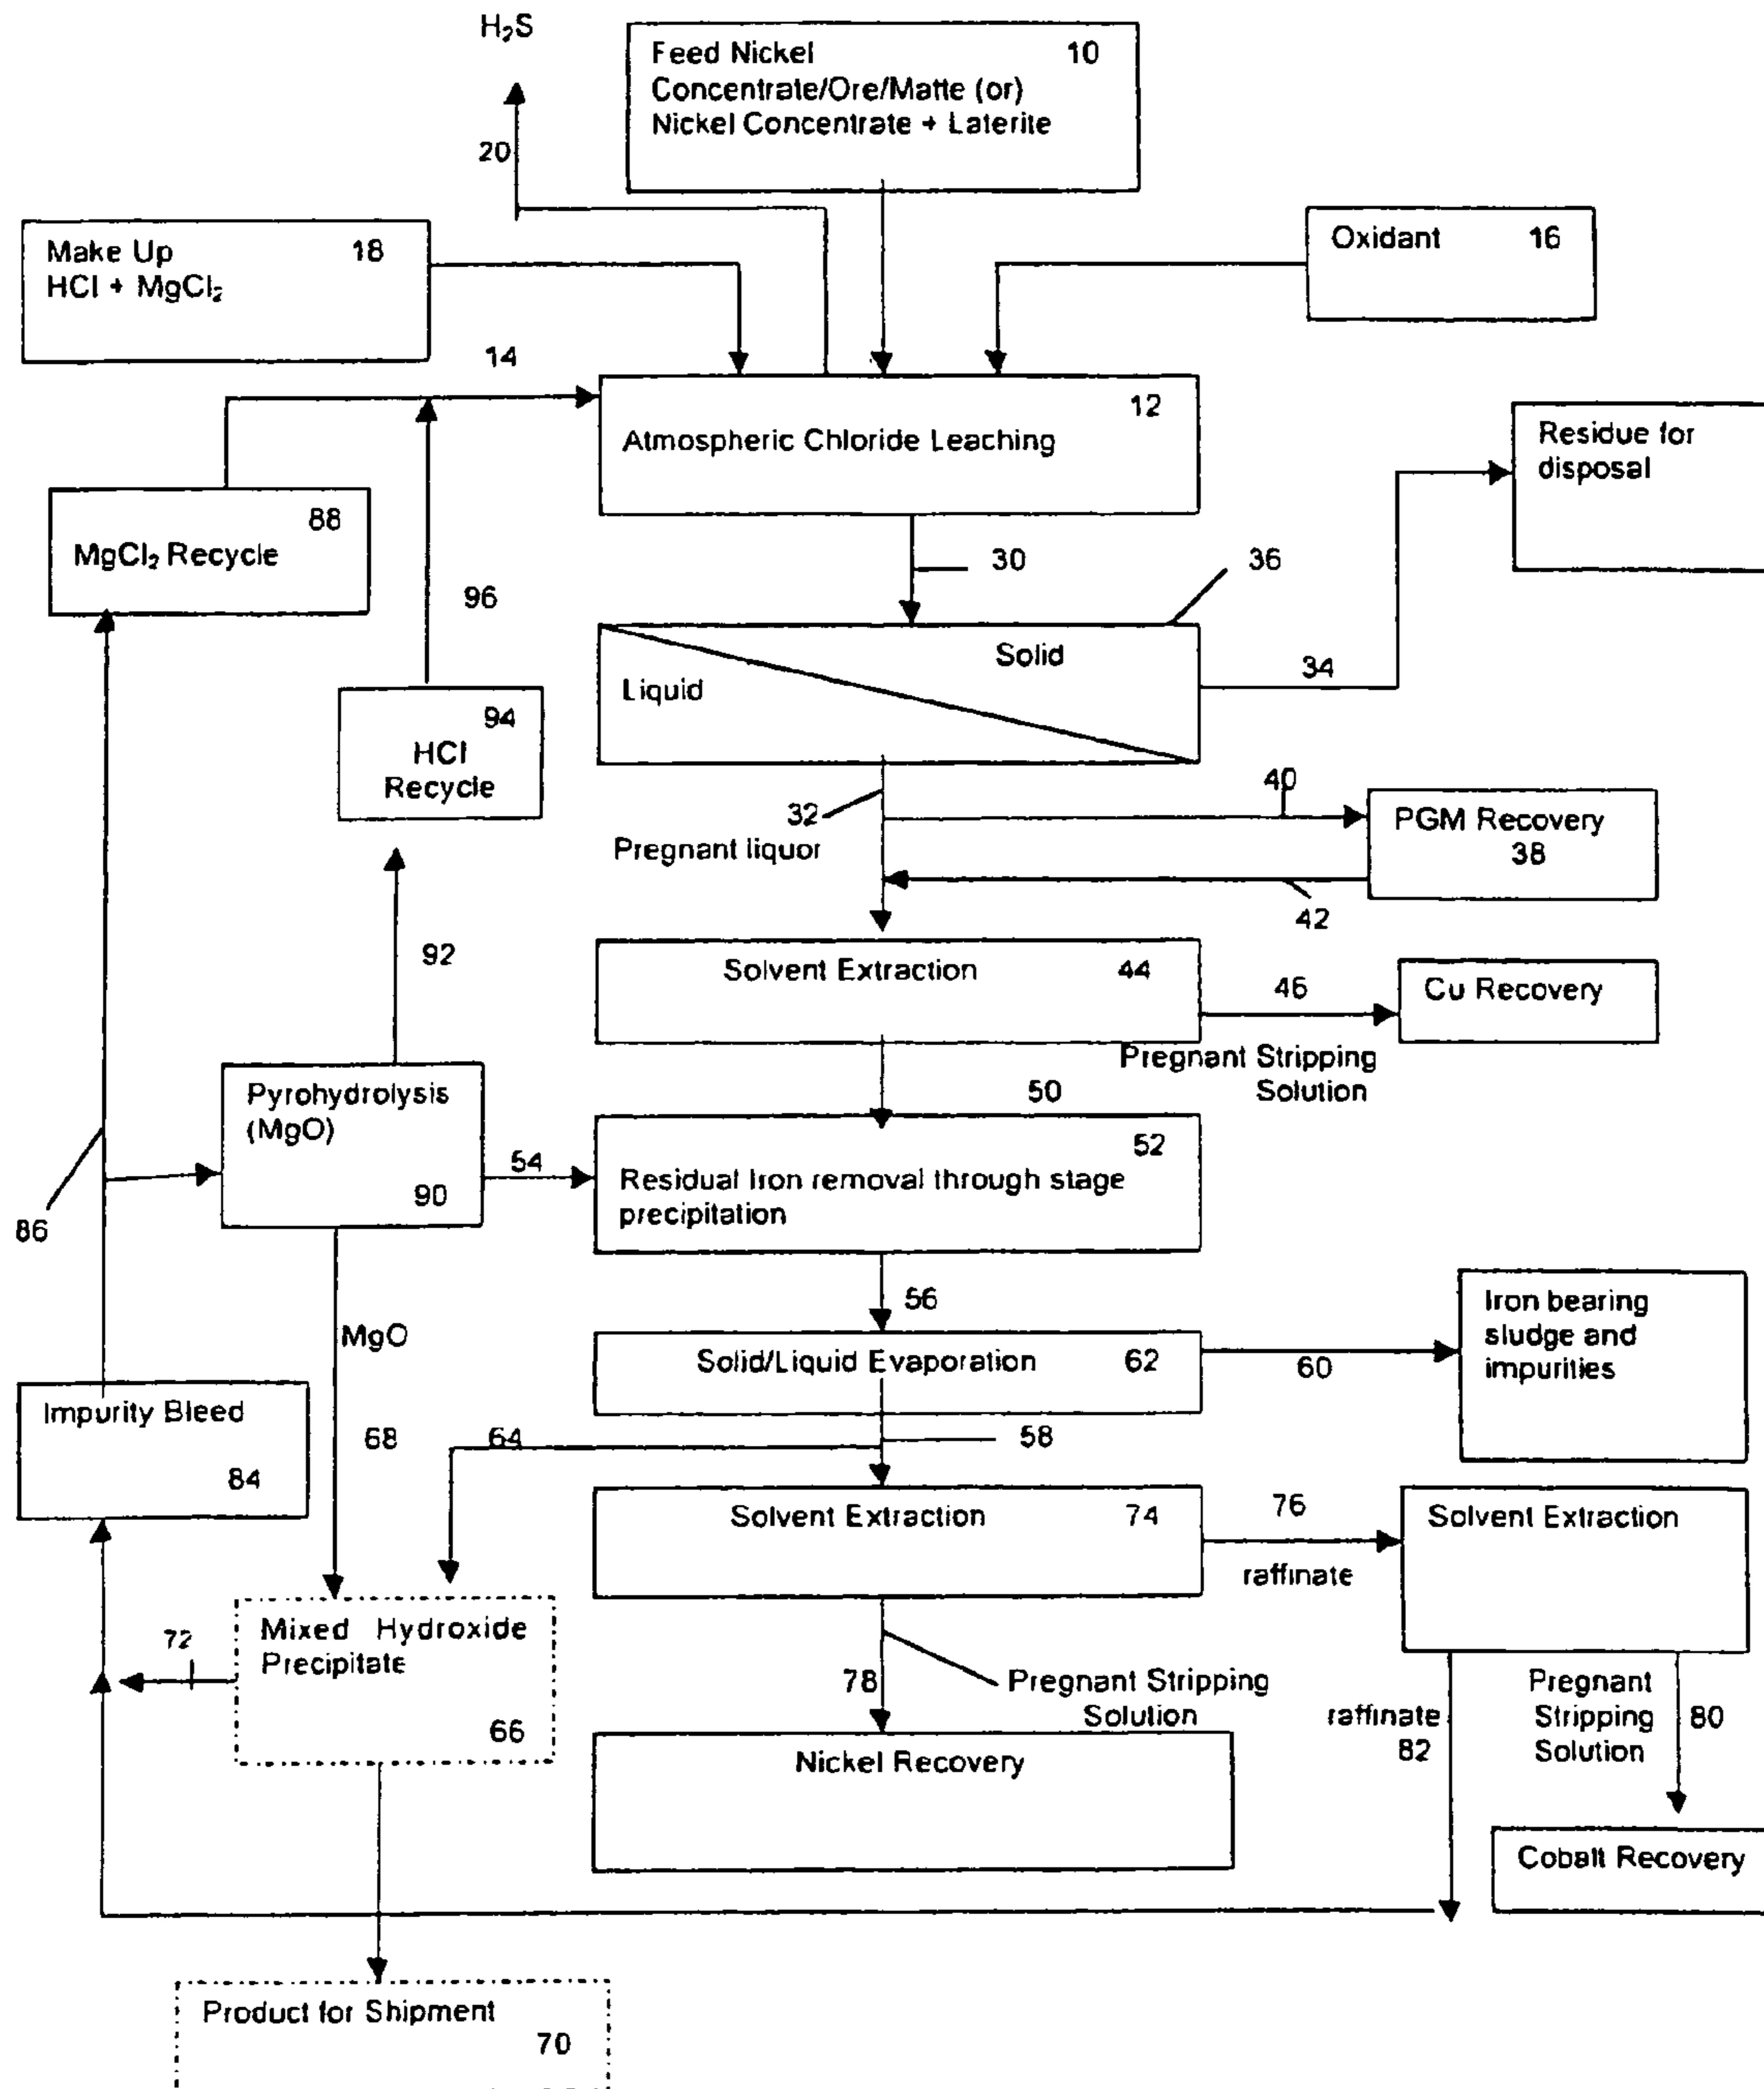 H₂S
Feed Nickel 10
Concentrate/Ore/Matte (or)
Nickel Concentrate + Laterite
20
Make Up 18
HCl + MgCl₂
Oxidant 16
14
12
Atmospheric Chloride Leaching
Residue for
disposal
88
MgCl₂ Recycle
30
36
96
Solid
Liquid
34
94
HCl
Recycle
32
Pregnant liquor
40
PGM Recovery
38
42
92
Solvent Extraction 44
46
Cu Recovery
Pregnant Stripping
Solution
50
Pyrohydrolysis
(MgO)
90
54
52
Residual Iron removal through stage
precipitation
86
56
MgO
Solid/Liquid Evaporation 62
60
Iron bearing
sludge and
impurities
Impurity Bleed
84
68
64
58
Solvent Extraction 74
76
raffinate
Solvent Extraction
72
Mixed Hydroxide
Precipitate
66
78
Pregnant Stripping
Solution
raffinate
82
Pregnant
Stripping
Solution
80
Nickel Recovery
Cobalt Recovery
Product for Shipment
70